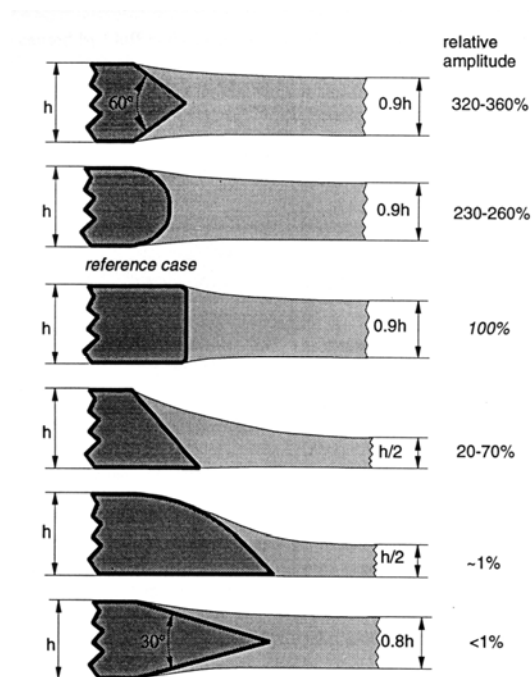 relative
amplitude
h
60°
0.9h
320-360%
h
0.9h
230-260%
reference case
h
0.9h
100%
h
h/2
20-70%
h
h/2
~1%
h
30°
0.8h
<1%